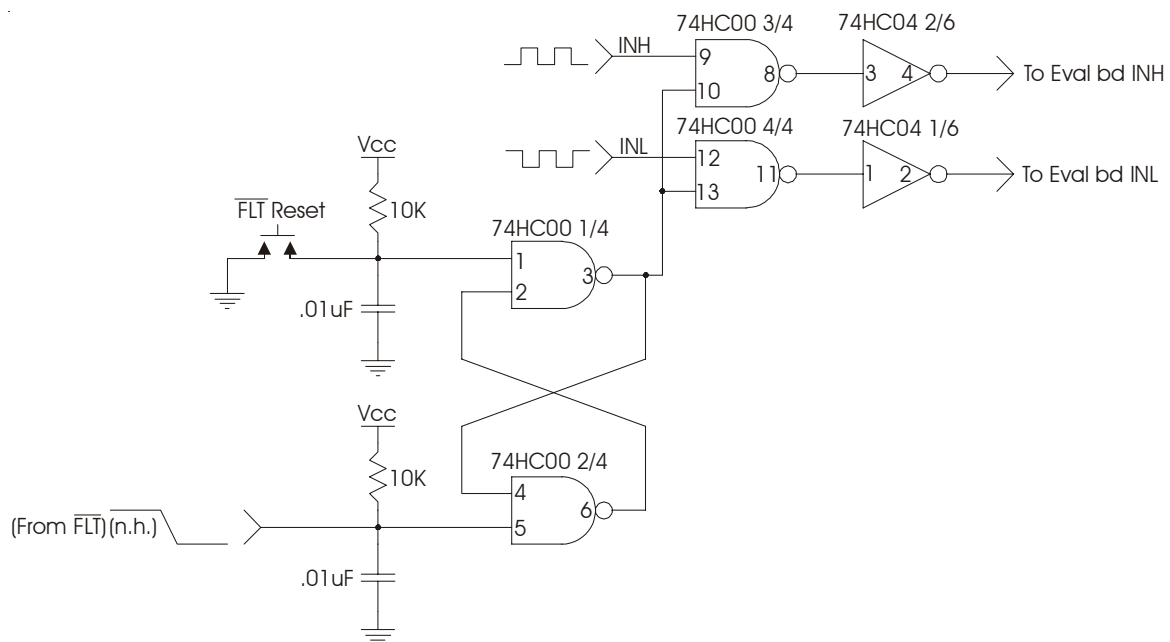 74HC00 3/4
74HC04 2/6
INH
9
8
10
3
4
To Eval bd INH
74HC00 4/4
74HC04 1/6
INL
12
11
13
1
2
To Eval bd INL
Vcc
10K
FLT Reset
.01uF
74HC00 1/4
1
2
3
Vcc
10K
74HC00 2/4
4
5
6
(From FLT)(n.h.)
.01uF